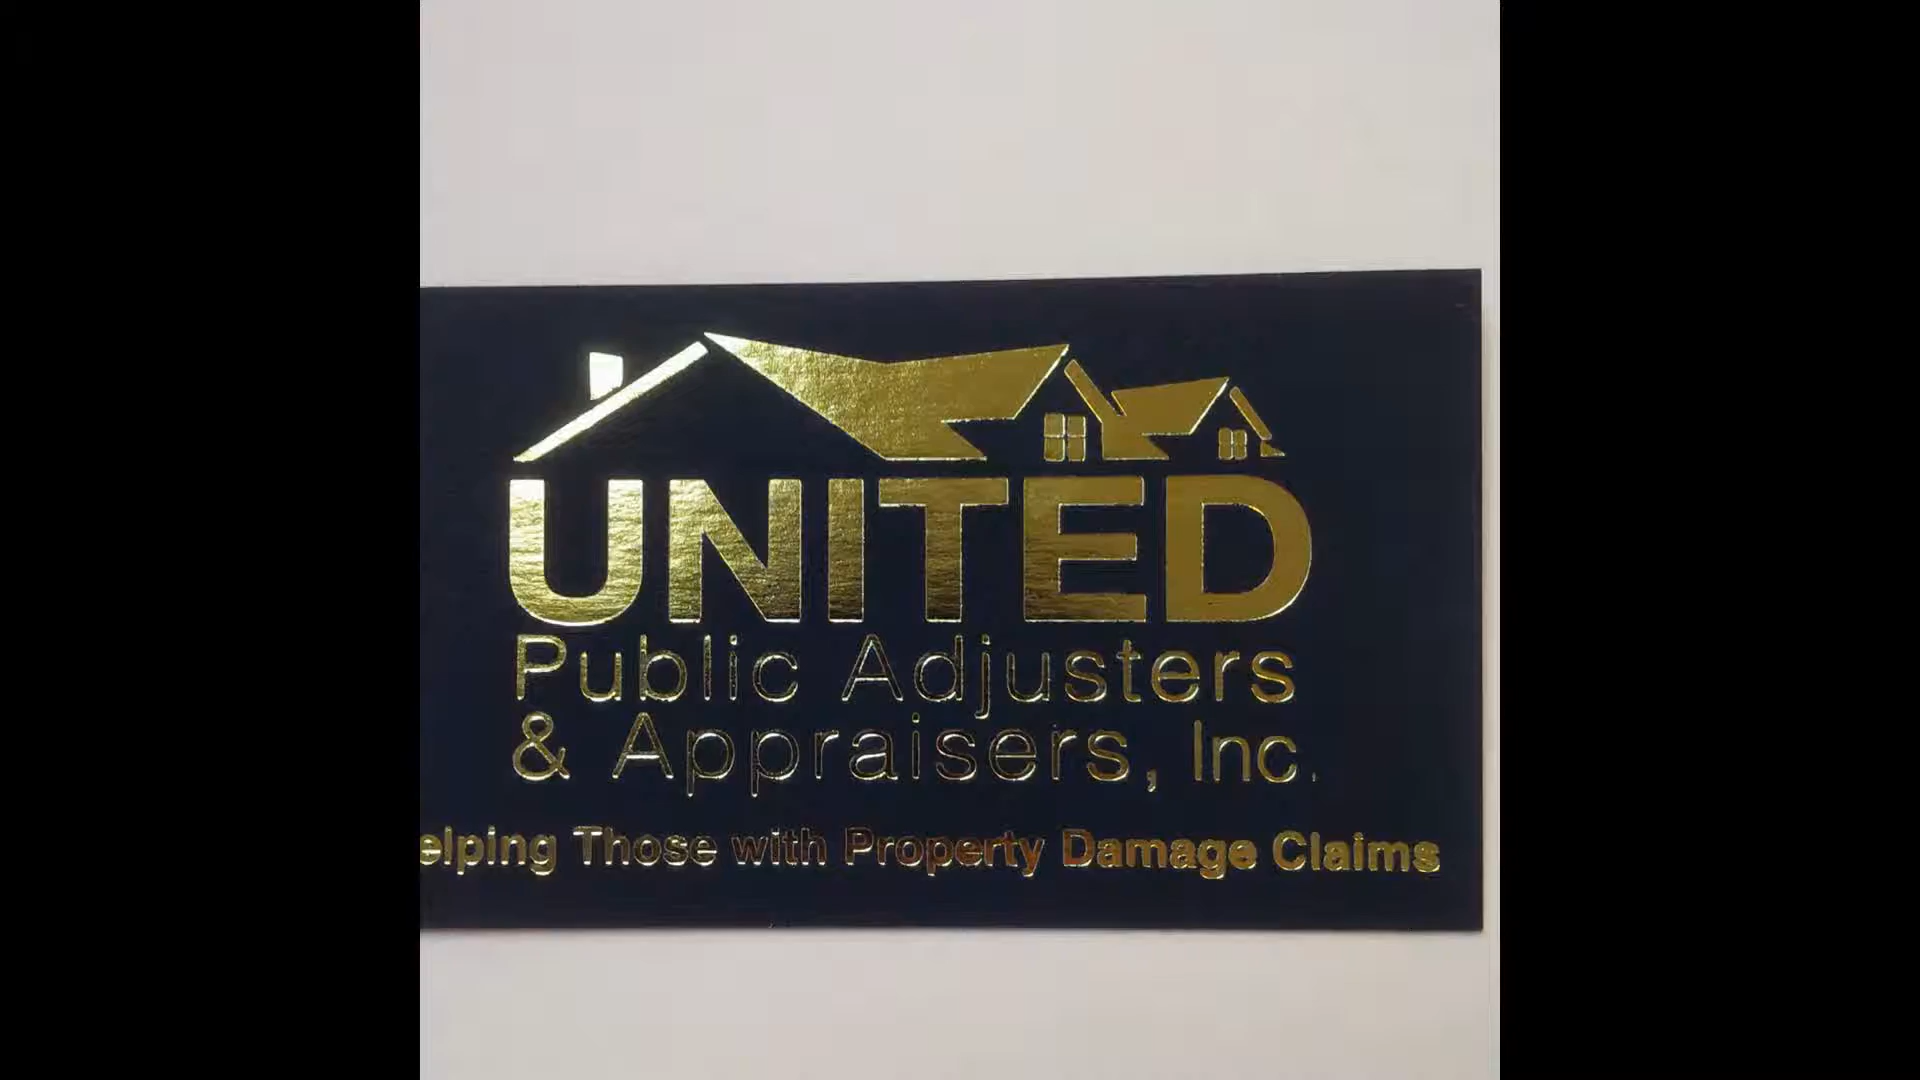 UNITED
Public Adjusters
& Appraisers, Inc.
elping Those with Property Damage Claims